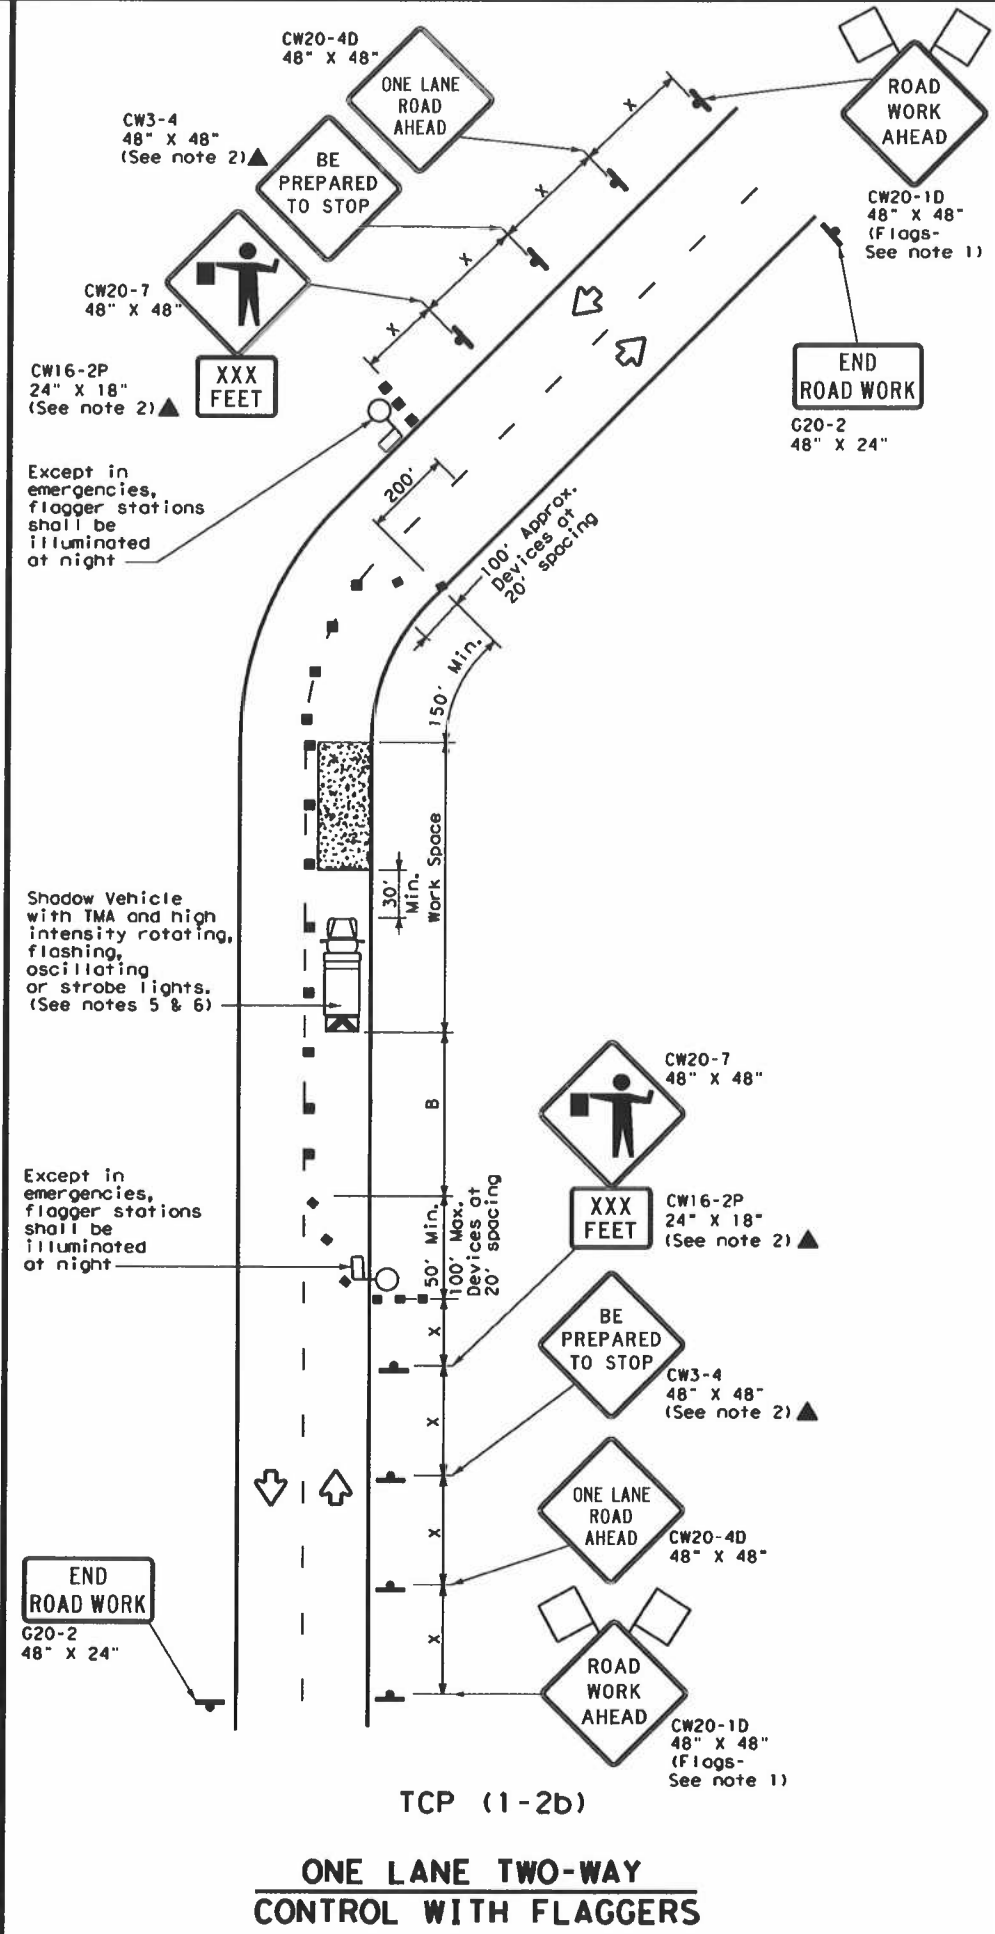 CW20-4D
48" X 48"
ONE LANE
ROAD
AHEAD
ROAD
WORK
AHEAD
CW20-1D
48" X 48"
(Flags-
See note 1)
CW3-4
48" X 48"
(See note 2)
BE
PREPARED
TO STOP
X
X
X
X
CW20-7
48" X 48"
CW16-2P
24" X 18"
(See note 2)
XXX
FEET
END
ROAD WORK
G20-2
48" X 24"
Except in
emergencies,
flagger stations
shall be
illuminated
at night
200'
100' Approx.
Devices at
20' spacing
150' Min.
Work Space
30'
Min.
Shadow Vehicle
with TMA and high
intensity rotating,
flashing,
oscillating
or strobe lights.
(See notes 5 & 6)
B
CW20-7
48" X 48"
XXX
FEET
CW16-2P
24" X 18"
(See note 2)
Except in
emergencies,
flagger stations
shall be
illuminated
at night
50' Min.
100' Max.
Devices at
20' spacing
X
X
X
X
BE
PREPARED
TO STOP
CW3-4
48" X 48"
(See note 2)
ONE LANE
ROAD
AHEAD
CW20-4D
48" X 48"
END
ROAD WORK
G20-2
48" X 24"
ROAD
WORK
AHEAD
CW20-1D
48" X 48"
(Flags-
See note 1)
TCP (1-2b)
ONE LANE TWO-WAY
CONTROL WITH FLAGGERS